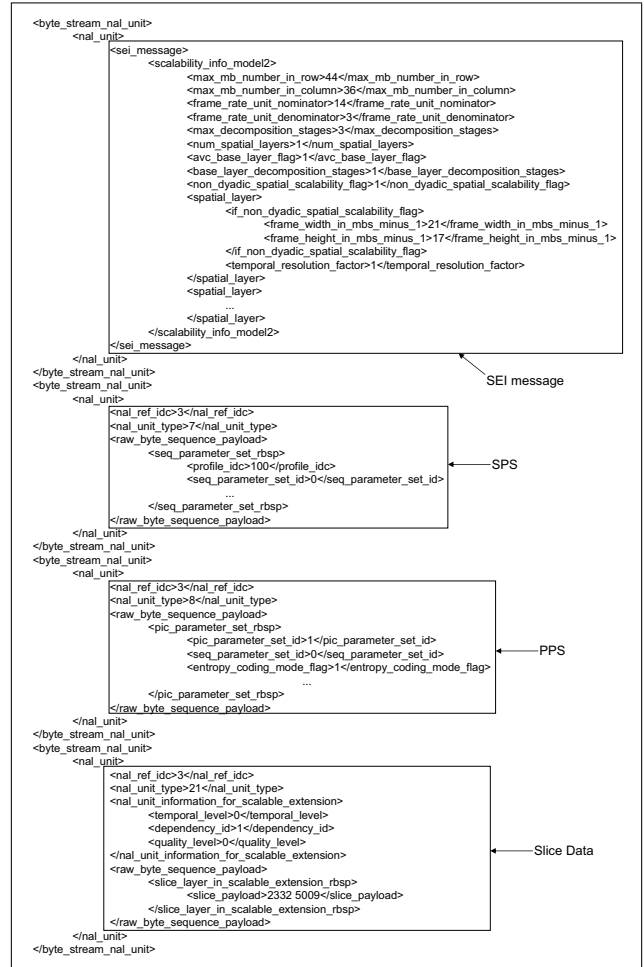 <byte_stream_nal_unit>
<nal_unit>
<sei_message>
<scalability_info_model2>
<max_mb_number_in_row>44</max_mb_number_in_row>
<max_mb_number_in_column>36</max_mb_number_in_column>
<frame_rate_unit_nominator>14</frame_rate_unit_nominator>
<frame_rate_unit_denominator>3</frame_rate_unit_denominator>
<max_decomposition_stages>3</max_decomposition_stages>
<num_spatial_layers>1</num_spatial_layers>
<avc_base_layer_flag>1</avc_base_layer_flag>
<base_layer_decomposition_stages>1</base_layer_decomposition_stages>
<non_dyadic_spatial_scalability_flag>1</non_dyadic_spatial_scalability_flag>
<spatial_layer>
<if_non_dyadic_spatial_scalability_flag>
<frame_width_in_mbs_minus_1>21</frame_width_in_mbs_minus_1>
<frame_height_in_mbs_minus_1>17</frame_height_in_mbs_minus_1>
</if_non_dyadic_spatial_scalability_flag>
<temporal_resolution_factor>1</temporal_resolution_factor>
</spatial_layer>
<spatial_layer>
...
</spatial_layer>
</scalability_info_model2>
</sei_message>
</nal_unit>
</byte_stream_nal_unit>
SEI message
<byte_stream_nal_unit>
<nal_unit>
<nal_ref_idc>3</nal_ref_idc>
<nal_unit_type>7</nal_unit_type>
<raw_byte_sequence_payload>
<seq_parameter_set_rbsp>
<profile_idc>100</profile_idc>
SPS
<seq_parameter_set_id>0</seq_parameter_set_id>
...
</seq_parameter_set_rbsp>
</raw_byte_sequence_payload>
</nal_unit>
</byte_stream_nal_unit>
<byte_stream_nal_unit>
<nal_unit>
<nal_ref_idc>3</nal_ref_idc>
<nal_unit_type>8</nal_unit_type>
<raw_byte_sequence_payload>
<pic_parameter_set_rbsp>
<pic_parameter_set_id>1</pic_parameter_set_id>
<seq_parameter_set_id>0</seq_parameter_set_id>
PPS
<entropy_coding_mode_flag>1</entropy_coding_mode_flag>
...
</pic_parameter_set_rbsp>
</raw_byte_sequence_payload>
</nal_unit>
</byte_stream_nal_unit>
<byte_stream_nal_unit>
<nal_unit>
<nal_ref_idc>3</nal_ref_idc>
<nal_unit_type>21</nal_unit_type>
<nal_unit_information_for_scalable_extension>
<temporal_level>0</temporal_level>
<dependency_id>1</dependency_id>
<quality_level>0</quality_level>
Slice Data
</nal_unit_information_for_scalable_extension>
<raw_byte_sequence_payload>
<slice_layer_in_scalable_extension_rbsp>
<slice_payload>2332 5009</slice_payload>
</slice_layer_in_scalable_extension_rbsp>
</raw_byte_sequence_payload>
</nal_unit>
</byte_stream_nal_unit>